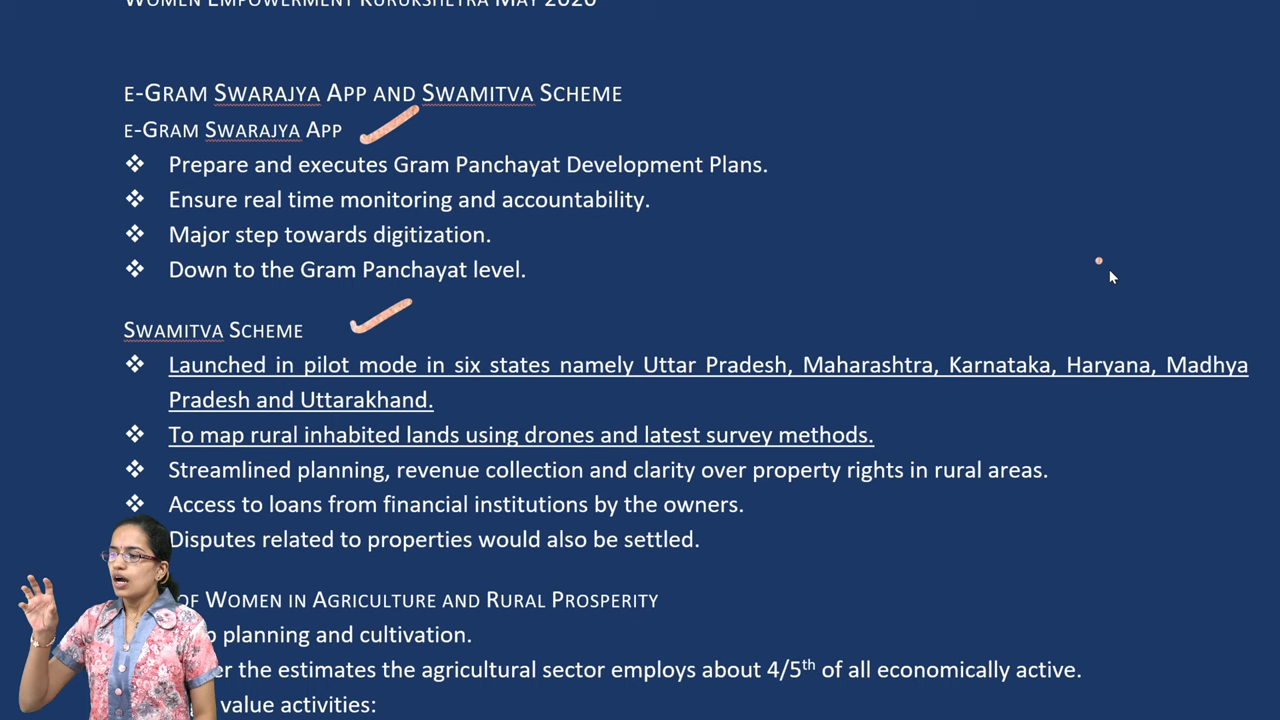 WOMEN EMPOWERMENT KURUKSHETRA MAY 2020
E-GRAM SWARAJYA APP AND SWAMITVA SCHEME
E-GRAM SWARAJYA APP
❖ Prepare and executes Gram Panchayat Development Plans.
❖ Ensure real time monitoring and accountability.
❖ Major step towards digitization.
❖ Down to the Gram Panchayat level.
SWAMITVA SCHEME
❖ Launched in pilot mode in six states namely Uttar Pradesh, Maharashtra, Karnataka, Haryana, Madhya
Pradesh and Uttarakhand.
❖ To map rural inhabited lands using drones and latest survey methods.
❖ Streamlined planning, revenue collection and clarity over property rights in rural areas.
❖ Access to loans from financial institutions by the owners.
Disputes related to properties would also be settled.
OF WOMEN IN AGRICULTURE AND RURAL PROSPERITY
planning and cultivation.
the estimates the agricultural sector employs about 4/5th of all economically active.
value activities: